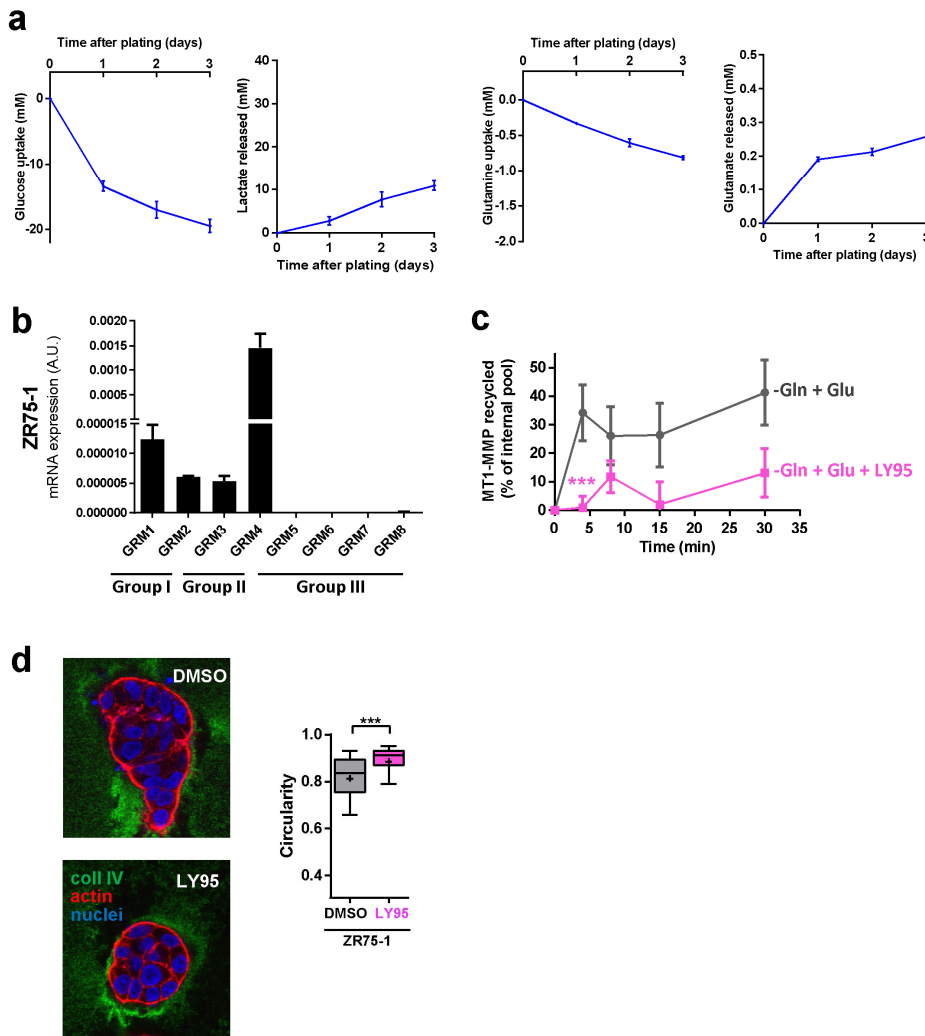 a
Time after plating (days)
0 1 2 3
0
-10
-20
Glucose uptake (mM)
40
30
20
10
0
Lactate released (mM)
0 1 2 3
Time after plating (days)
Time after plating (days)
0 1 2 3
0.0
-0.5
-1.0
-1.5
-2.0
Glutamine uptake (mM)
0.5
0.4
0.3
0.2
0.1
0.0
Glutamate released (mM)
0 1 2 3
Time after plating (days)
b
ZR75-1
mRNA expression (A.U.)
0.0020
0.0015
0.0010
0.0005
0.000015
0.000010
0.000005
0.000000
GRM1 GRM2 GRM3 GRM4 GRM5 GRM6 GRM7 GRM8
Group I Group II Group III
c
MT1-MMP recycled
(% of internal pool)
50
40
30
20
10
0
-Gln + Glu
***
-Gln + Glu + LY95
0 5 10 15 20 25 30 35
Time (min)
d
DMSO
coll IV
actin
nuclei
LY95
***
1.0
0.8
0.6
0.4
Circularity
DMSO LY95
ZR75-1